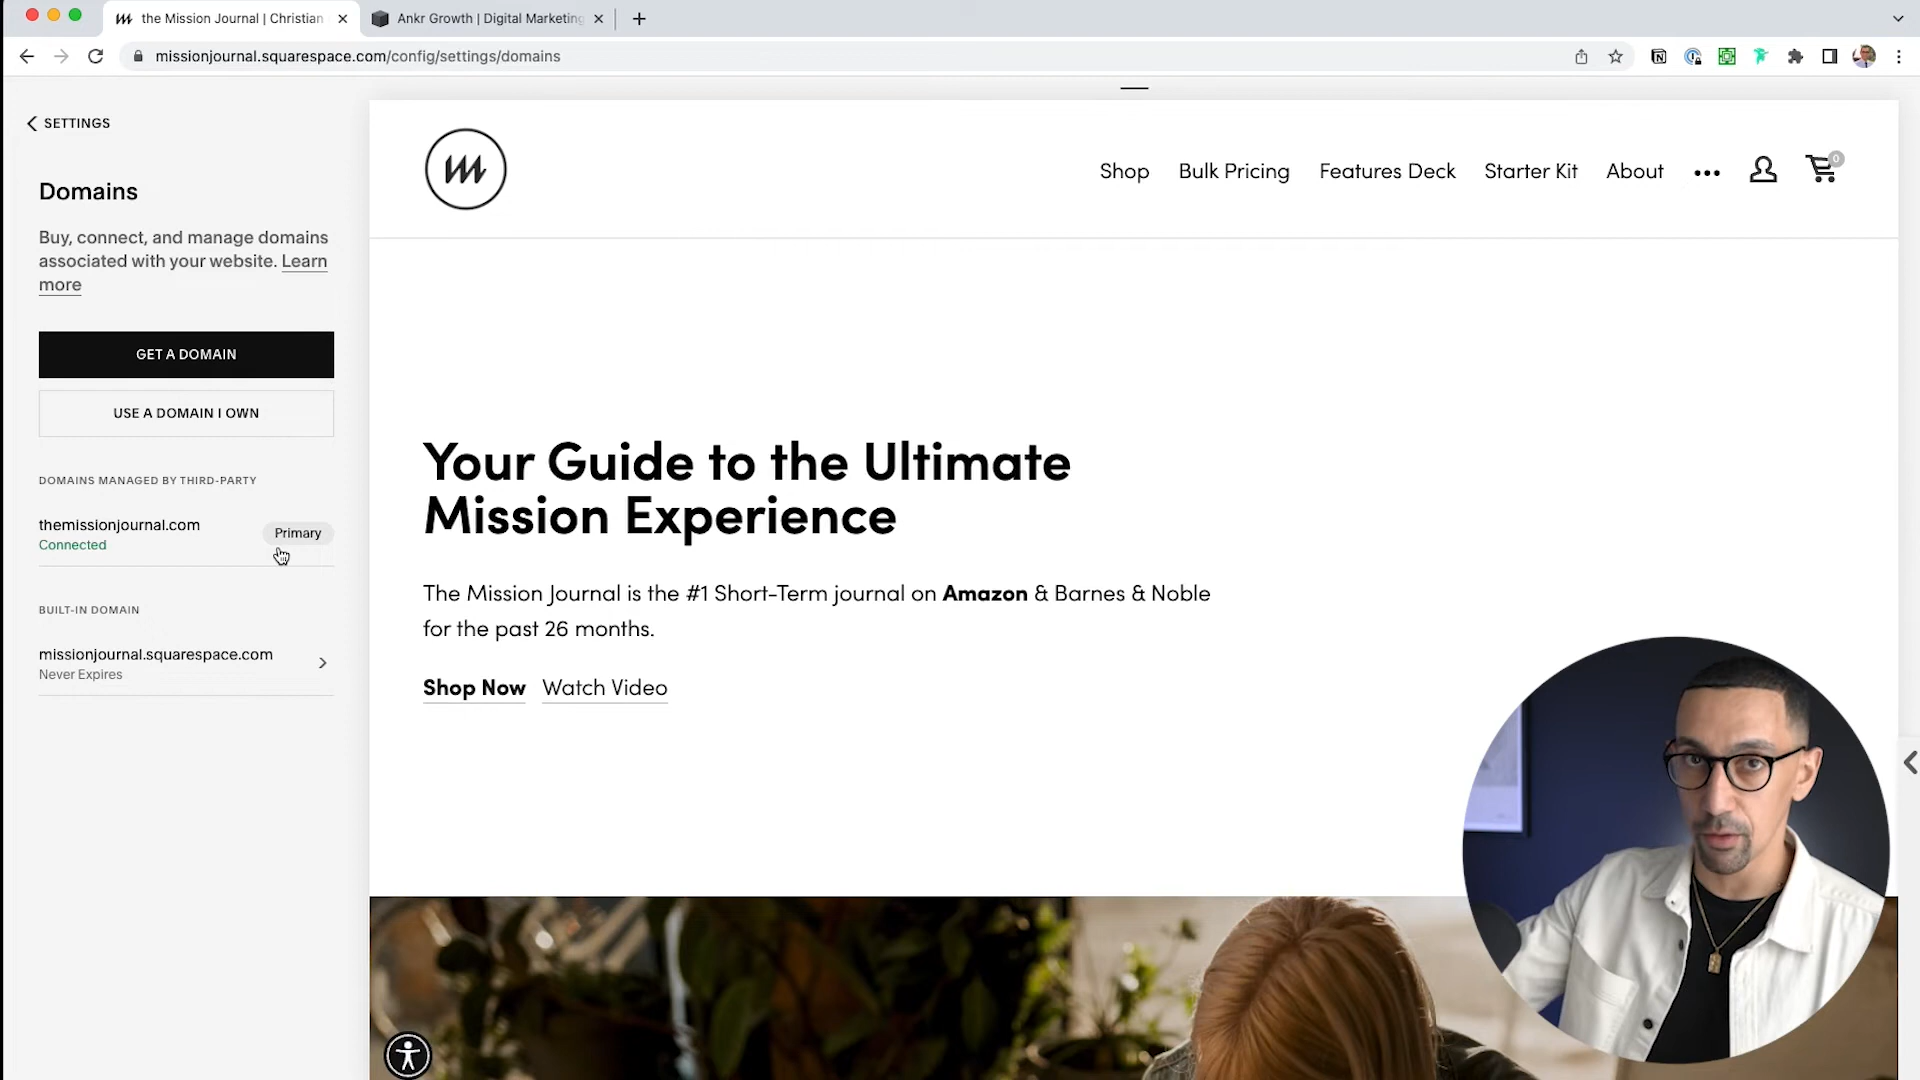 the Mission Journal | Christian
Ankr Growth | Digital Marketing
missionjournal.squarespace.com/config/settings/domains
SETTINGS
Domains
Buy, connect, and manage domains
associated with your website. Learn
more
GET A DOMAIN
USE A DOMAIN I OWN
DOMAINS MANAGED BY THIRD-PARTY
themissionjournal.com
Connected
Primary
BUILT-IN DOMAIN
missionjournal.squarespace.com
Never Expires
Shop Bulk Pricing Features Deck Starter Kit About ••• 0
Your Guide to the Ultimate
Mission Experience
The Mission Journal is the #1 Short-Term journal on Amazon & Barnes & Noble
for the past 26 months.
Shop Now Watch Video